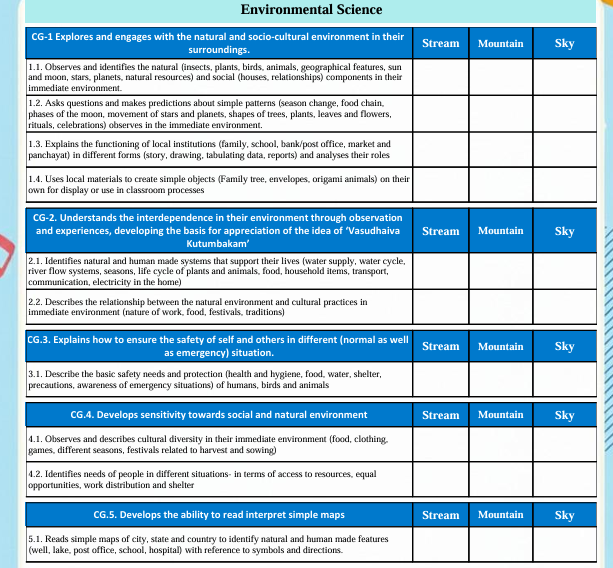 Environmental Science
CG-1 Explores and engages with the natural and socio-cultural environment in their
surroundings.
Stream
Mountain
Sky
1.1. Observes and identifies the natural (insects, plants, birds, animals, geographical features, sun
and moon, stars, planets, natural resources) and social (houses, relationships) components in their
immediate environment.
1.2. Asks questions and makes predictions about simple patterns (season change, food chain,
phases of the moon, movement of stars and planets, shapes of trees, plants, leaves and flowers,
rituals, celebrations) observes in the immediate environment.
1.3. Explains the functioning of local institutions (family, school, bank/post office, market and
panchayat) in different forms (story, drawing, tabulating data, reports) and analyses their roles
1.4. Uses local materials to create simple objects (Family tree, envelopes, origami animals) on their
own for display or use in classroom processes
CG-2. Understands the interdependence in their environment through observation
and experiences, developing the basis for appreciation of the idea of ‘Vasudhaiva
Kutumbakam’
Stream
Mountain
Sky
2.1. Identifies natural and human made systems that support their lives (water supply, water cycle,
river flow systems, seasons, life cycle of plants and animals, food, household items, transport,
communication, electricity in the home)
2.2. Describes the relationship between the natural environment and cultural practices in
immediate environment (nature of work, food, festivals, traditions)
CG.3. Explains how to ensure the safety of self and others in different (normal as well
as emergency) situation.
Stream
Mountain
Sky
3.1. Describe the basic safety needs and protection (health and hygiene, food, water, shelter,
precautions, awareness of emergency situations) of humans, birds and animals
CG.4. Develops sensitivity towards social and natural environment
Stream
Mountain
Sky
4.1. Observes and describes cultural diversity in their immediate environment (food, clothing,
games, different seasons, festivals related to harvest and sowing)
4.2. Identifies needs of people in different situations- in terms of access to resources, equal
opportunities, work distribution and shelter
CG.5. Develops the ability to read interpret simple maps
Stream
Mountain
Sky
5.1. Reads simple maps of city, state and country to identify natural and human made features
(well, lake, post office, school, hospital) with reference to symbols and directions.